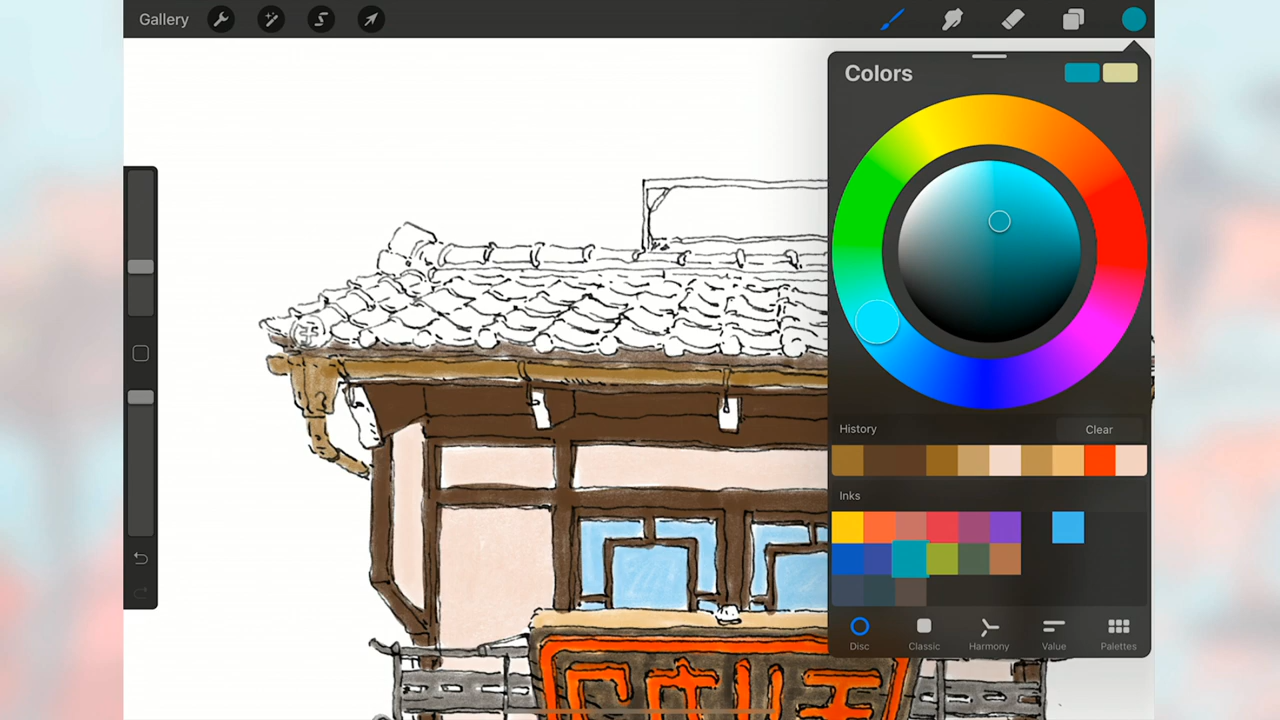 Gallery
Colors
History
Clear
Inks
Disc
Classic
Harmony
Value
Palettes